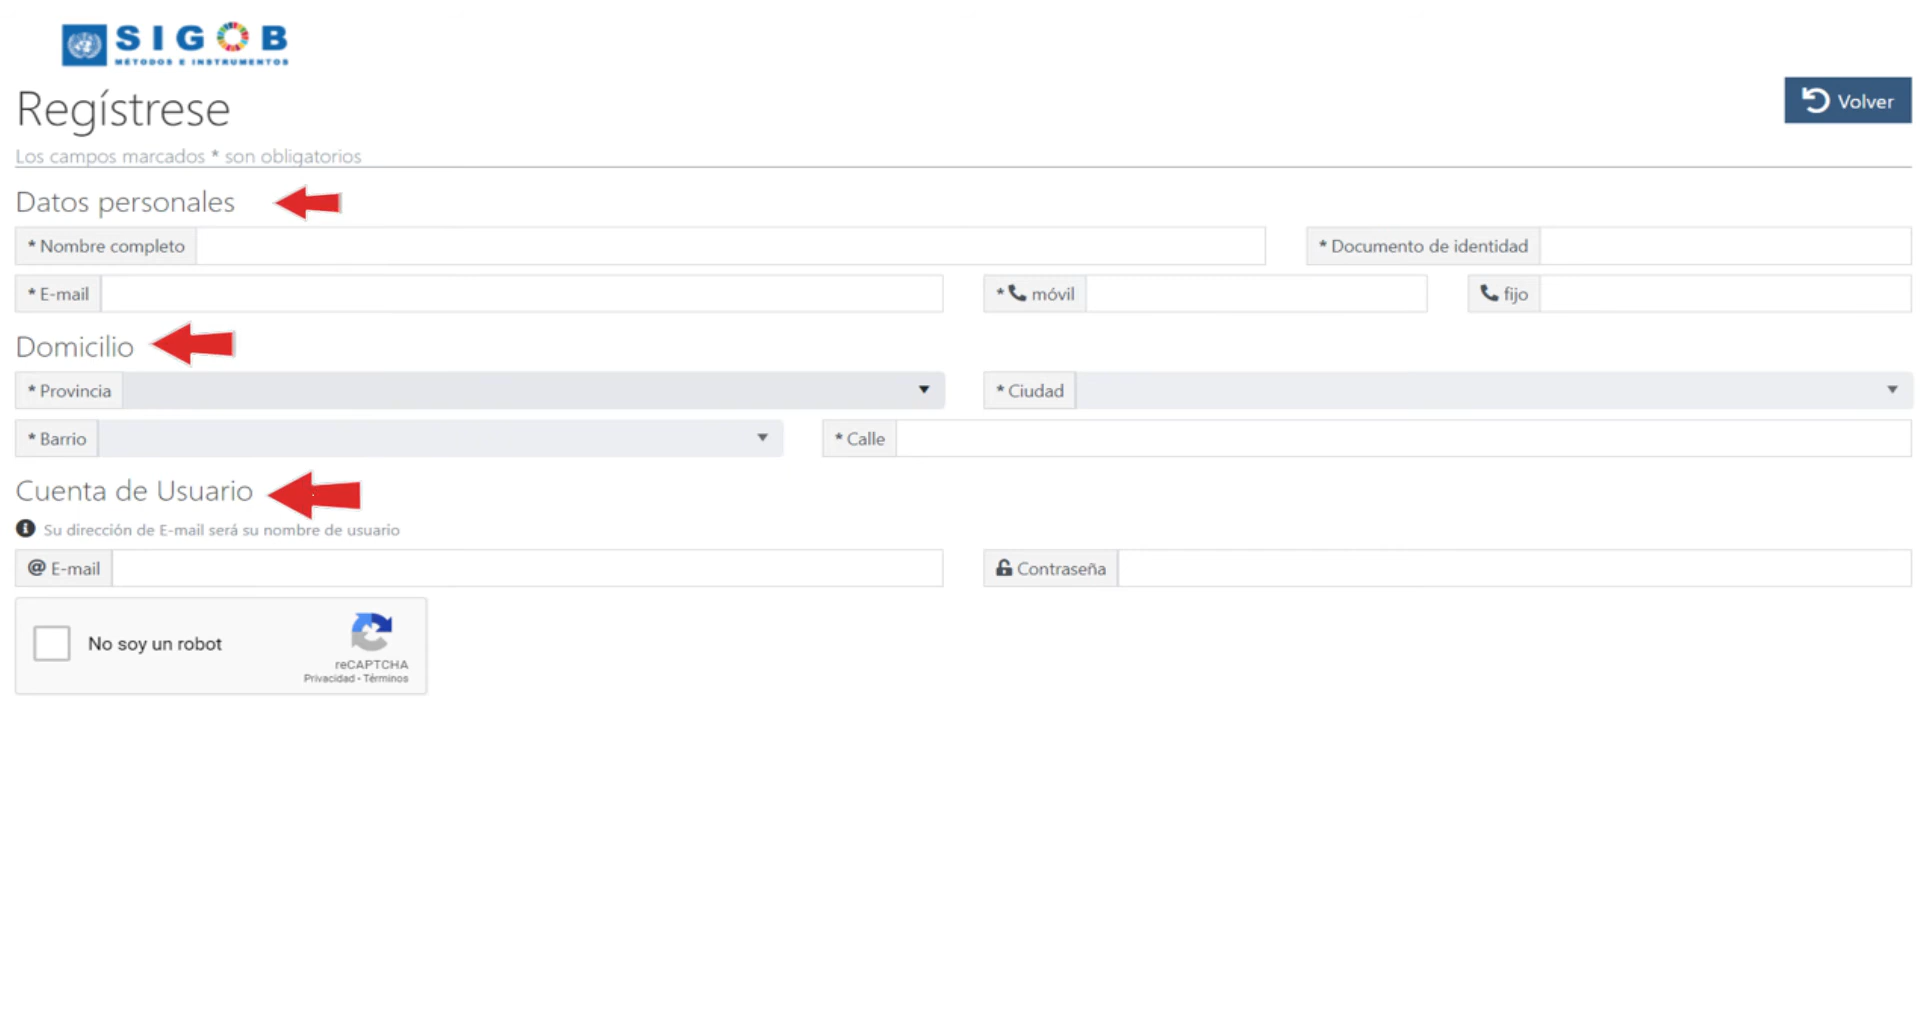 SIGOB
MÉTODOS E INSTRUMENTOS
Regístrese
Volver
Los campos marcados * son obligatorios
Datos personales
* Nombre completo
* Documento de identidad
* E-mail
* móvil
fijo
Domicilio
* Provincia
* Ciudad
* Barrio
* Calle
Cuenta de Usuario
Su dirección de E-mail será su nombre de usuario
@ E-mail
Contraseña
No soy un robot
reCAPTCHA
Privacidad - Términos